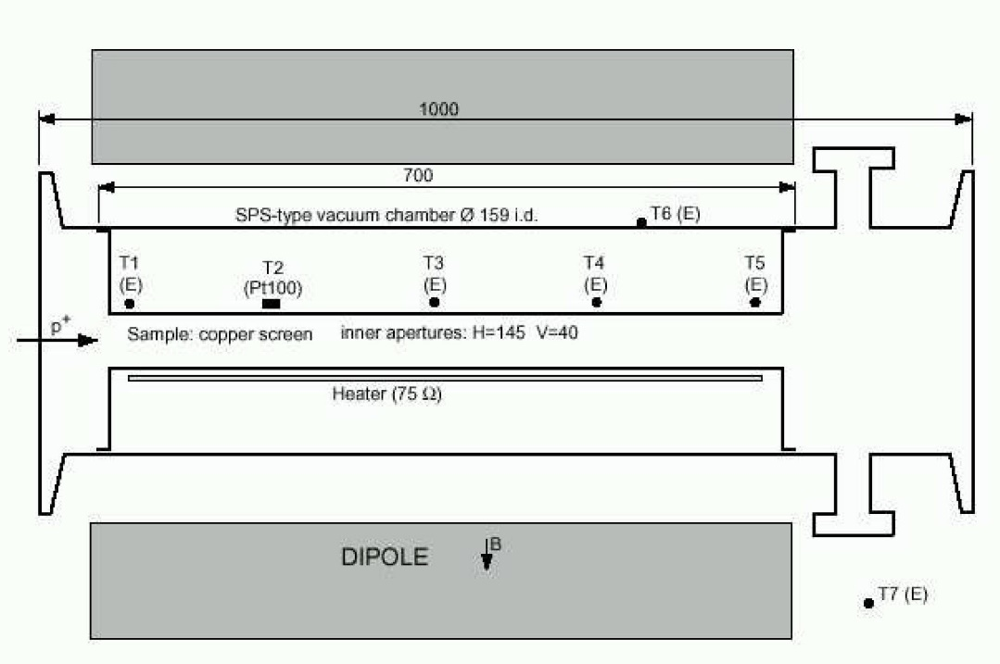 1000
700
SPS-type vacuum chamber Ø 159 i.d.
T6 (E)
T1
(E)
T2
(Pt100)
T3
(E)
T4
(E)
T5
(E)
p+
Sample: copper screen
inner apertures: H=145 V=40
Heater (75 Ω)
DIPOLE
B
T7 (E)